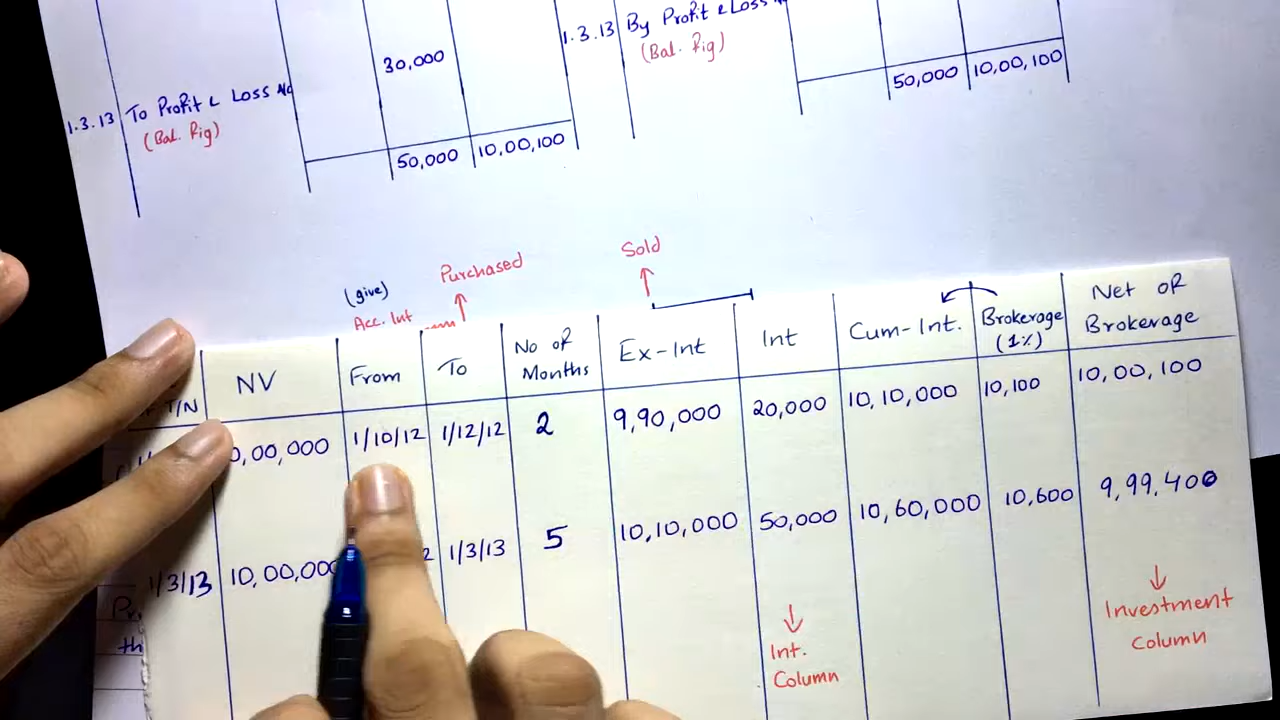 30,000
1.3.13 To Profit & Loss A/c
(Bal. Fig)
50,000 10,00,100
1.3.13 By Profit & Loss
(Bal. Fig)
50,000 10,00,100
Sold
Purchased
(give)
Acc. Int
T/N NV From To No of Months Ex-Int Int Cum-Int. Brokerage (1%) Net of Brokerage
0,00,000 1/10/12 1/12/12 2 9,90,000 20,000 10,10,000 10,100 10,00,100
1/3/13 10,00,000 2 1/3/13 5 10,10,000 50,000 10,60,000 10,600 9,99,400
Int. Column
Investment Column